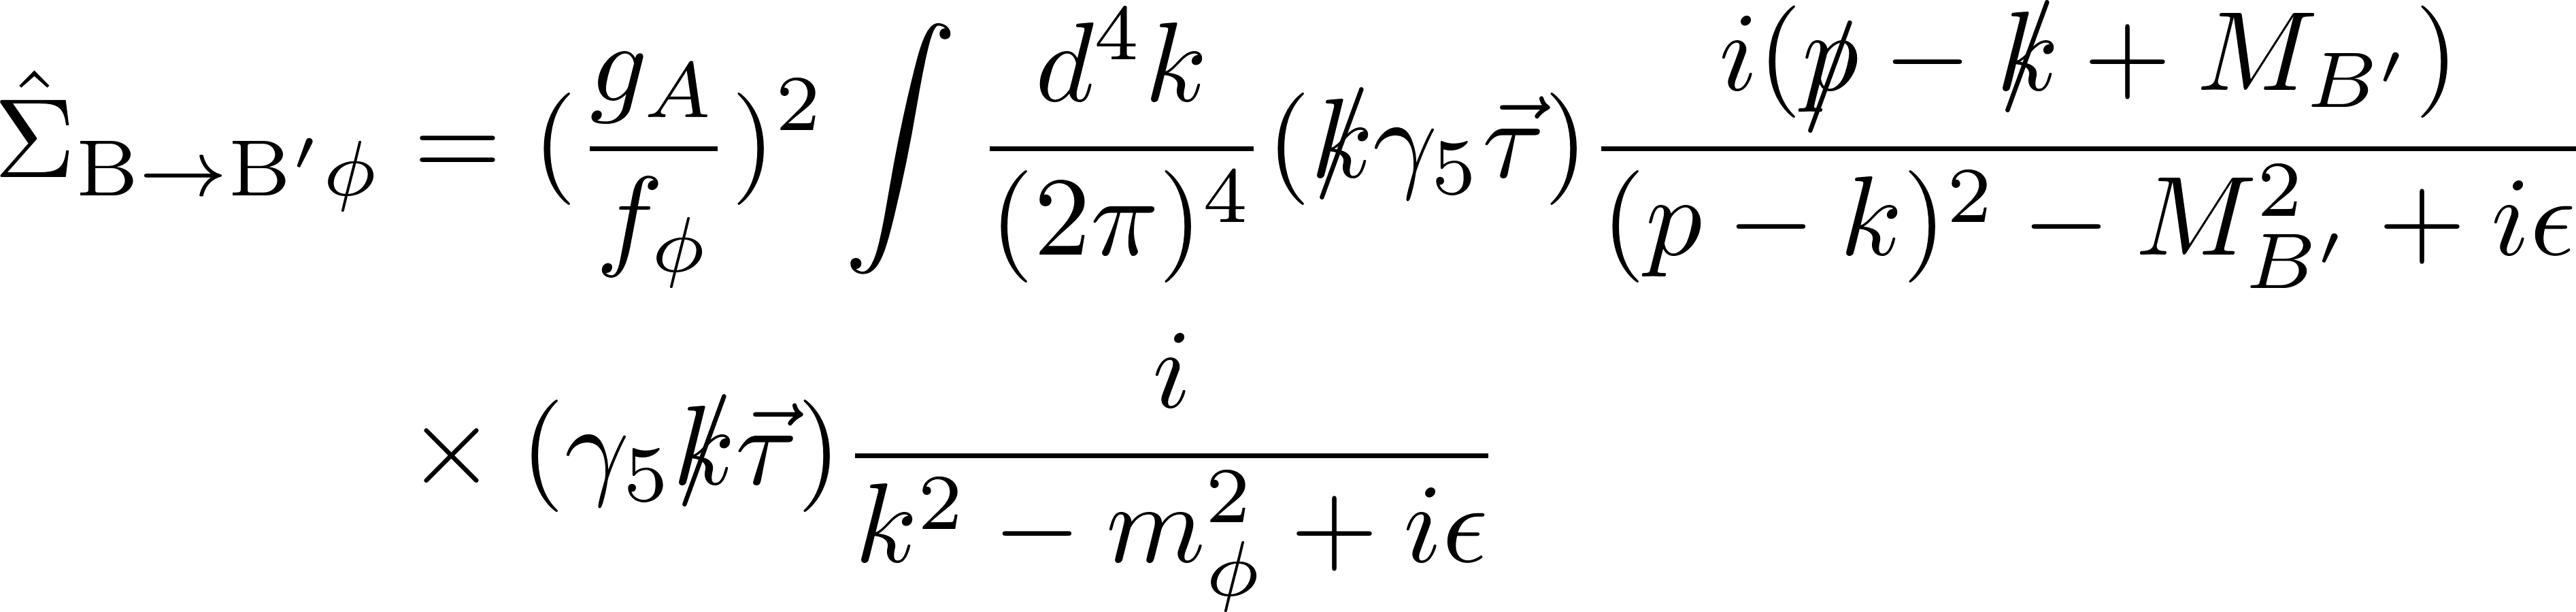 \hat{\Sigma}_{\mathrm{B}\to\mathrm{B}'\phi} = (\frac{g_A}{f_\phi})^2 \int \frac{d^4k}{(2\pi)^4} (\not{k}\gamma_5\vec{\tau}) \frac{i(\not{p} - \not{k} + M_{B'})}{(p-k)^2 - M_{B'}^2 + i\epsilon}
\times (\gamma_5\not{k}\vec{\tau}) \frac{i}{k^2 - m_\phi^2 + i\epsilon}